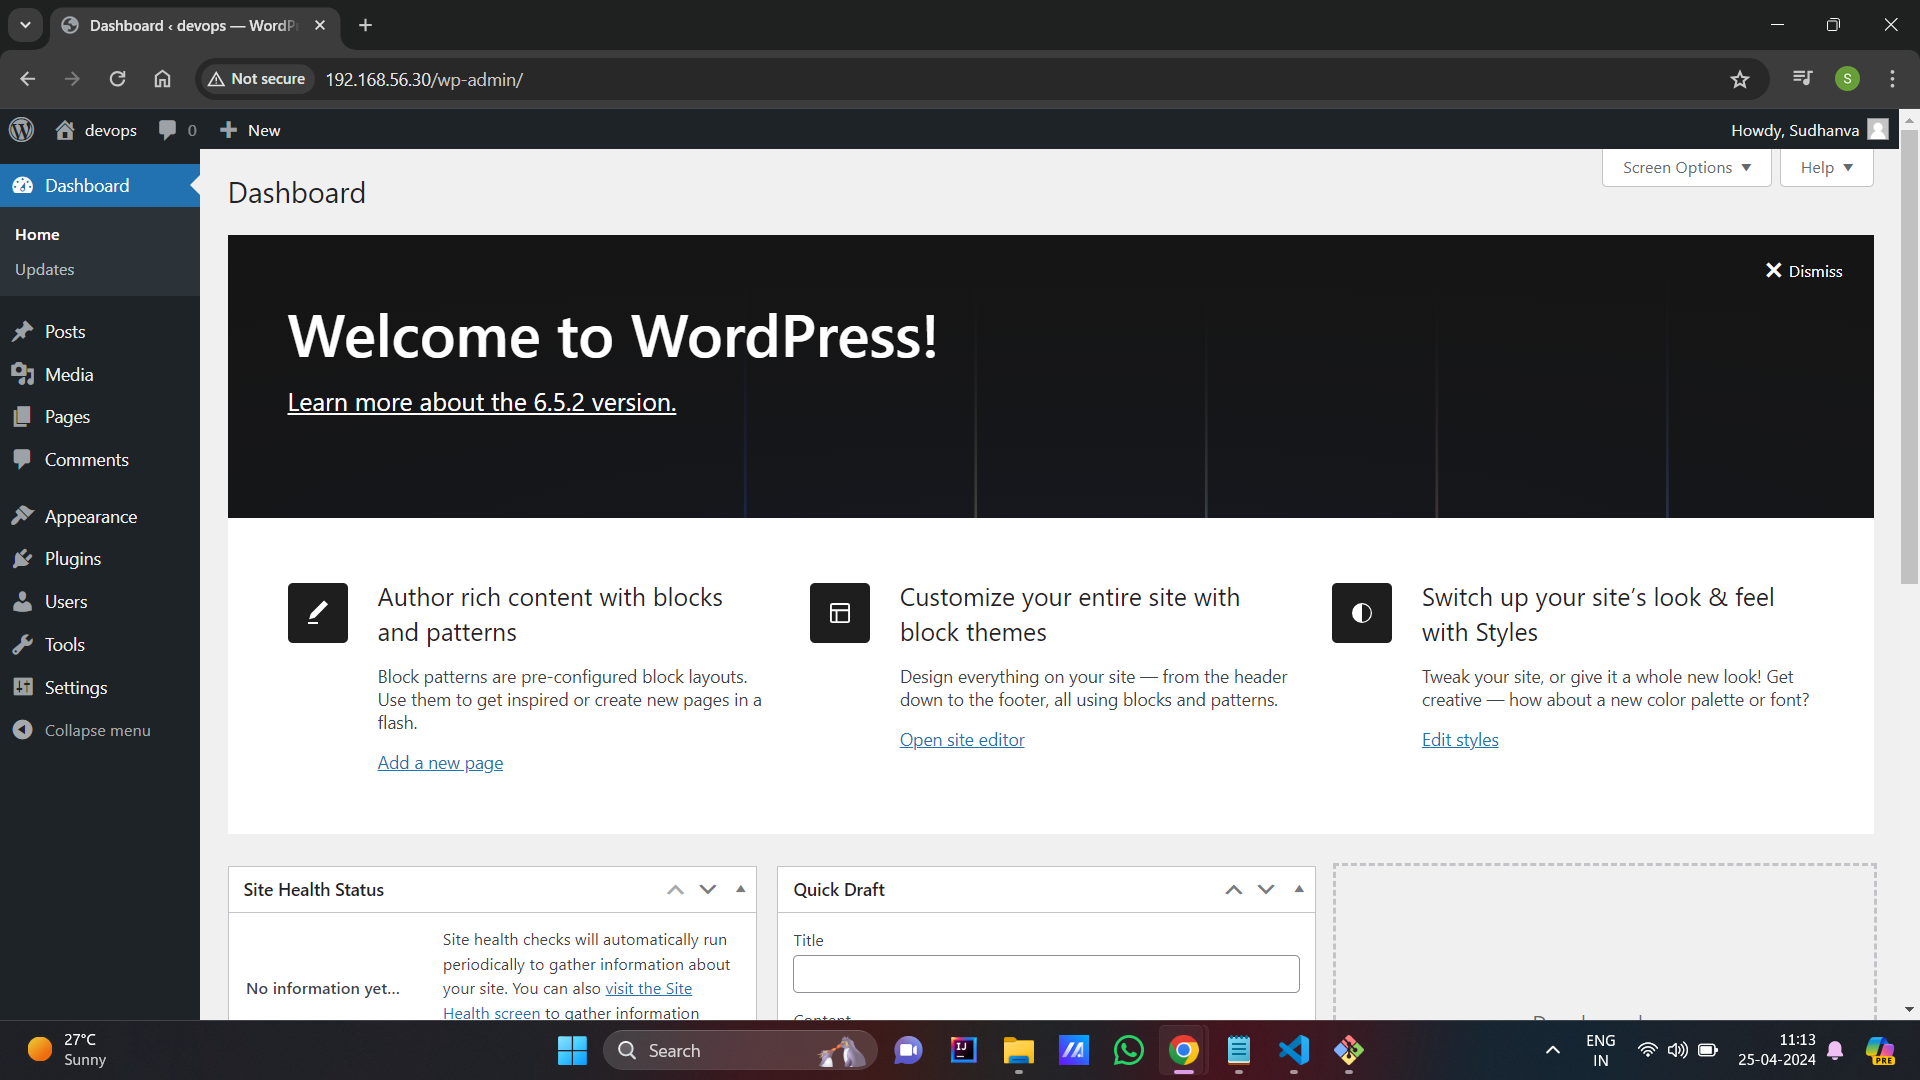 Dashboard ‹ devops — WordPr
Not secure
192.168.56.30/wp-admin/
S
devops
0
New
Howdy, Sudhanva
Dashboard
Home
Updates
Posts
Media
Pages
Comments
Appearance
Plugins
Users
Tools
Settings
Collapse menu
Screen Options
Help
Dashboard
Dismiss
Welcome to WordPress!
Learn more about the 6.5.2 version.
Author rich content with blocks
and patterns
Block patterns are pre-configured block layouts.
Use them to get inspired or create new pages in a
flash.
Add a new page
Customize your entire site with
block themes
Design everything on your site — from the header
down to the footer, all using blocks and patterns.
Open site editor
Switch up your site’s look & feel
with Styles
Tweak your site, or give it a whole new look! Get
creative — how about a new color palette or font?
Edit styles
Site Health Status
No information yet...
Site health checks will automatically run
periodically to gather information about
your site. You can also visit the Site
Health screen to gather information
Quick Draft
Title
Content
27°C
Sunny
Search
IJ
PRE
ENG
IN
11:13
25-04-2024